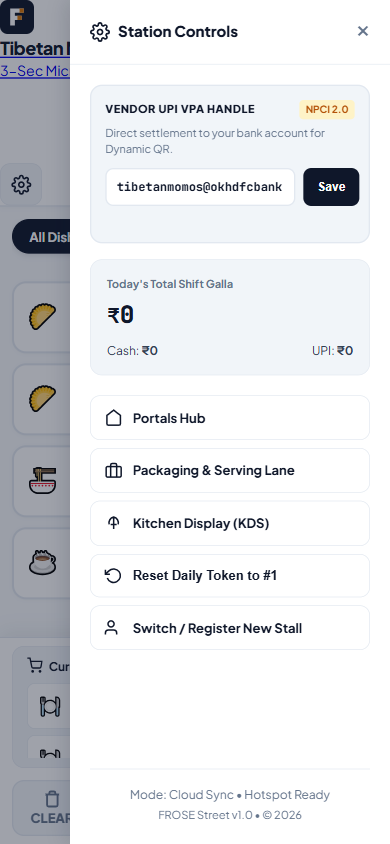 Station Controls
VENDOR UPI VPA HANDLE
NPCI 2.0
Direct settlement to your bank account for
Dynamic QR.
tibetanmomos@okhdfcbank
Save
Today's Total Shift Galla
₹0
Cash: ₹0
UPI: ₹0
Portals Hub
Packaging & Serving Lane
Kitchen Display (KDS)
Reset Daily Token to #1
Switch / Register New Stall
Mode: Cloud Sync • Hotspot Ready
FROSE Street v1.0 • © 2026
F
Tibetan
3-Sec
All
CLEAR